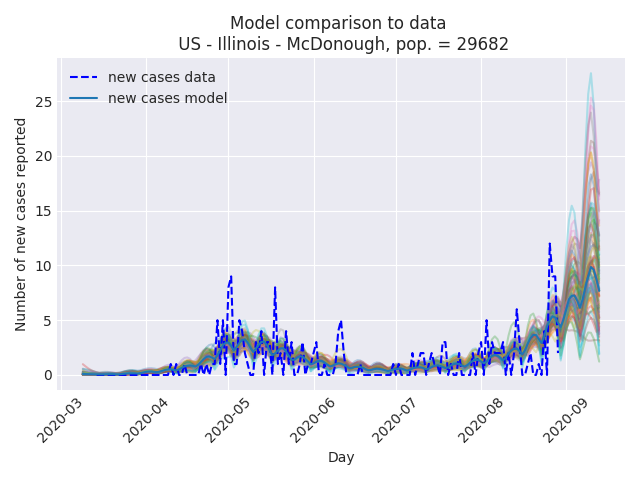 Model comparison to data
US - Illinois - McDonough, pop. = 29682
new cases data
new cases model
Number of new cases reported
25
20
15
10
5
0
2020-03
2020-04
2020-05
2020-06
2020-07
2020-08
2020-09
Day